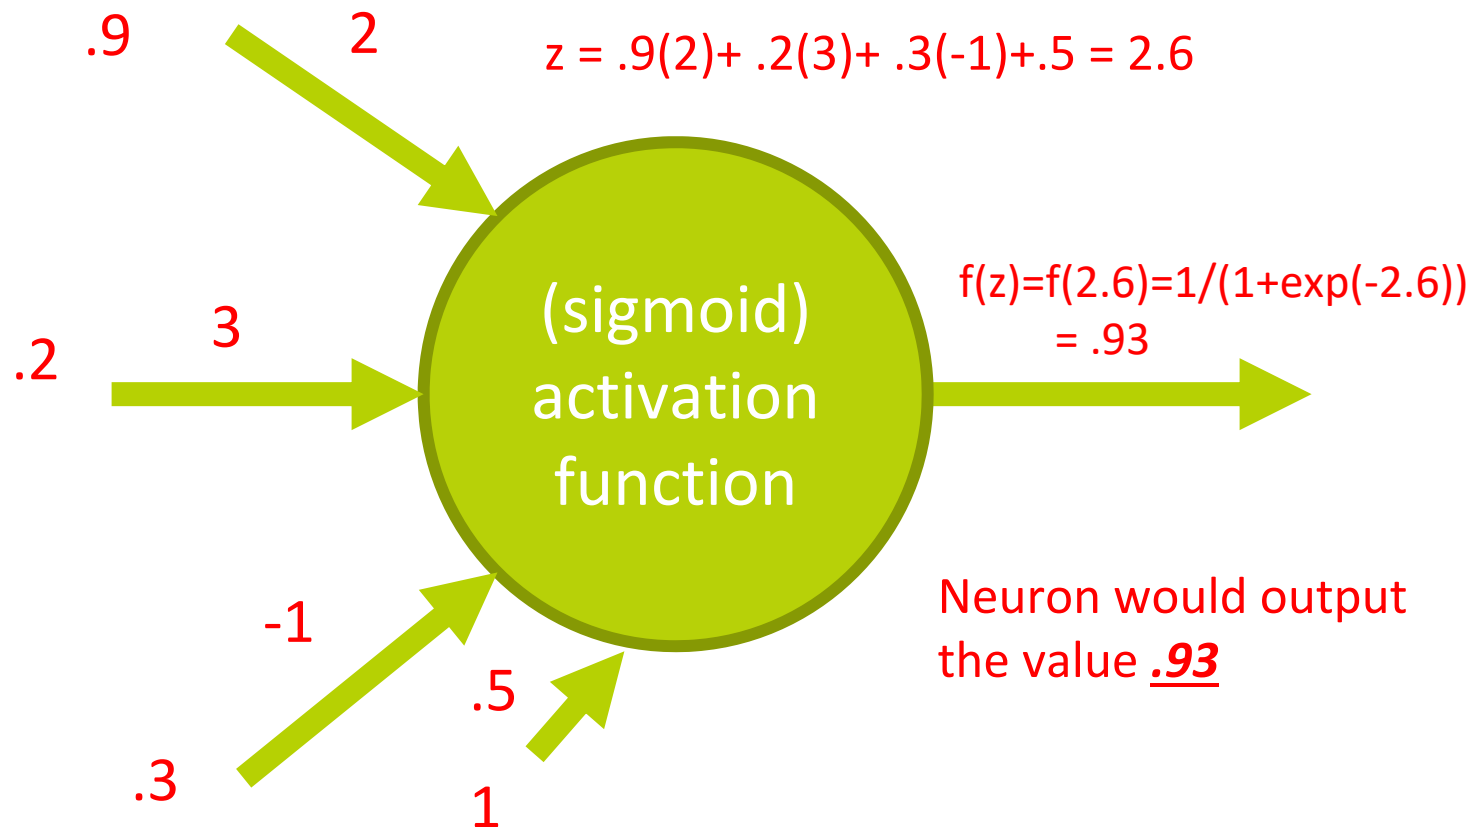 .9
2
z = .9(2)+ .2(3)+ .3(-1)+.5 = 2.6
.2
3
(sigmoid)
activation
function
f(z)=f(2.6)=1/(1+exp(-2.6))
= .93
-1
.3
.5
1
Neuron would output
the value .93